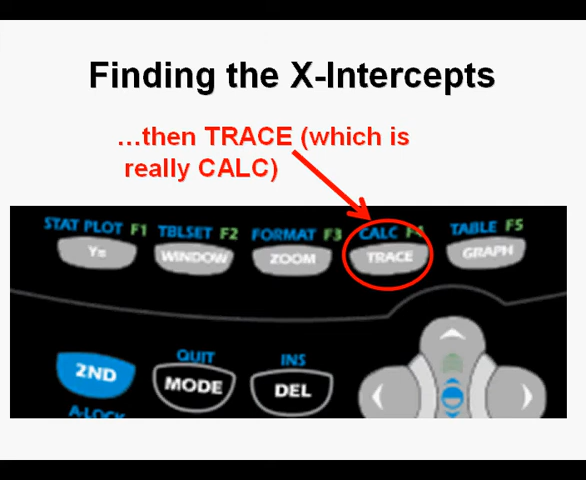 Finding the X-Intercepts
…then TRACE (which is
really CALC)
STAT PLOT F1 TBLSET F2 FORMAT F3 CALC F4 TABLE F5
Y= WINDOW ZOOM TRACE GRAPH
QUIT INS
2ND MODE DEL
A-LOCK